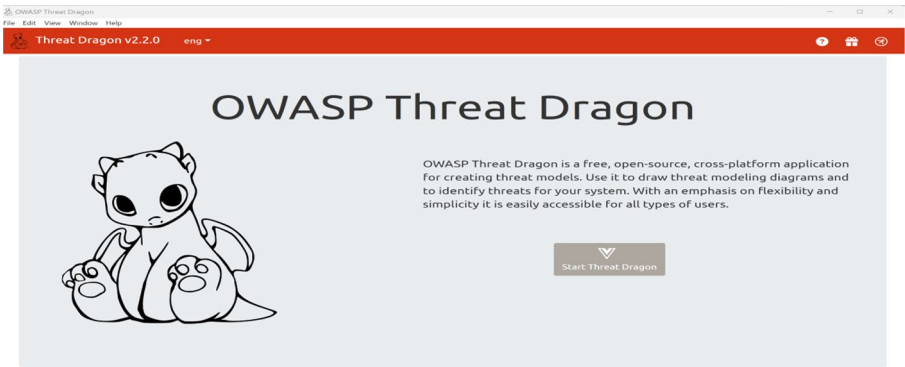 OWASP Threat Dragon
File Edit View Window Help
Threat Dragon v2.2.0 eng
OWASP Threat Dragon
OWASP Threat Dragon is a free, open-source, cross-platform application
for creating threat models. Use it to draw threat modeling diagrams and
to identify threats for your system. With an emphasis on flexibility and
simplicity it is easily accessible for all types of users.
Start Threat Dragon